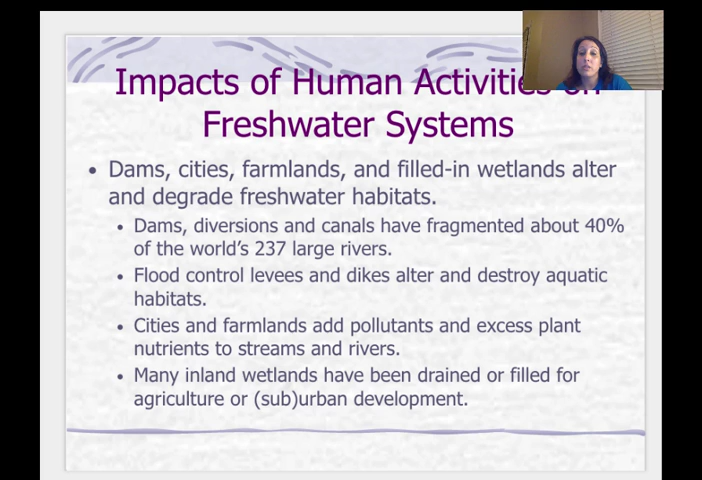 Impacts of Human Activities on
Freshwater Systems
• Dams, cities, farmlands, and filled-in wetlands alter
and degrade freshwater habitats.
• Dams, diversions and canals have fragmented about 40%
of the world's 237 large rivers.
• Flood control levees and dikes alter and destroy aquatic
habitats.
• Cities and farmlands add pollutants and excess plant
nutrients to streams and rivers.
• Many inland wetlands have been drained or filled for
agriculture or (sub)urban development.